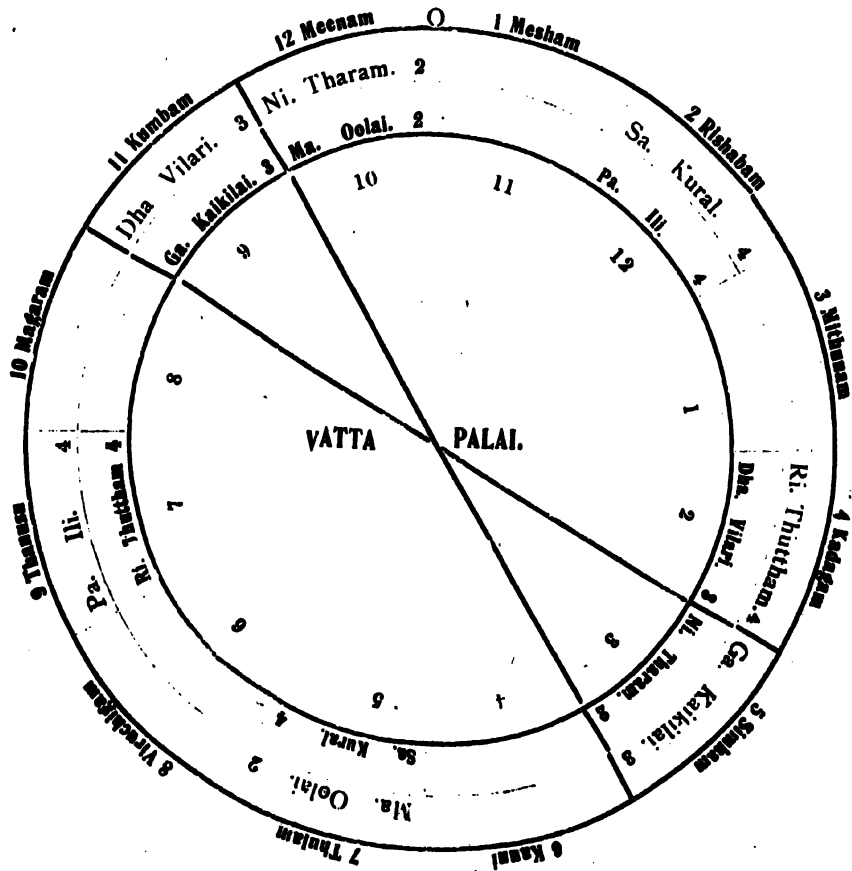 O
1 Mesham
2 Rishabam
3 Mithunam
4 Kadagam
5 Simham
6 Kanni
7 Thulam
8 Viruchigam
9 Thanusu
10 Magaram
11 Kumbam
12 Meenam
Ni. Tharam. 2
Sa. Kural. 4
Ri. Thuttham. 4
Ga. Kaikilai. 3
Ma. Oolai. 2
Pa. Ili. 4
Dha Vilari. 3
Ma. Oolai. 2
Pa. Ili. 4
Dha. Vilari. 3
Ni. Tharam. 2
Sa. Kural. 4
Ri. Thuttham 4
Ga. Kaikilai. 3
10
11
12
1
2
3
4
5
6
7
8
9
VATTA PALAI.